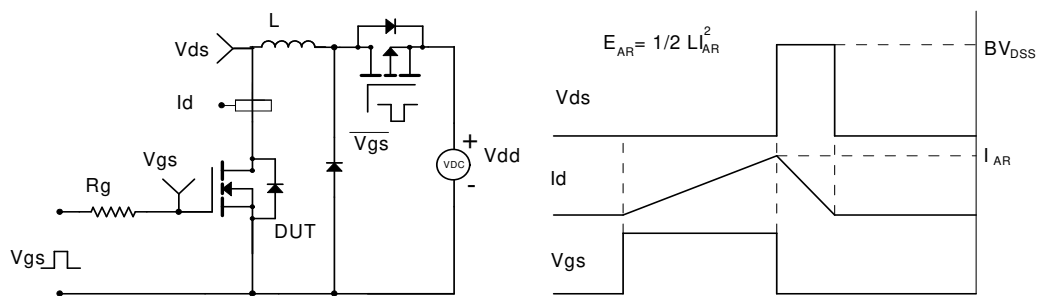 L
Vds
Id
Vgs
Vgs
Rg
DUT
Vgs
+
VDC
Vdd
-
E_AR = 1/2 LI_AR^2
BV_DSS
Vds
I_AR
Id
Vgs